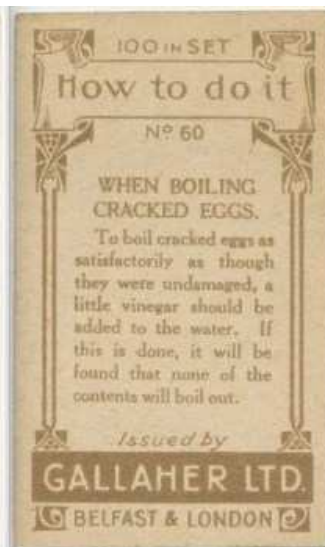 100 IN SET
How to do it
Nº 60
WHEN BOILING
CRACKED EGGS.
To boil cracked eggs as
satisfactorily as though
they were undamaged, a
little vinegar should be
added to the water. If
this is done, it will be
found that none of the
contents will boil out.
Issued by
GALLAHER LTD.
BELFAST & LONDON